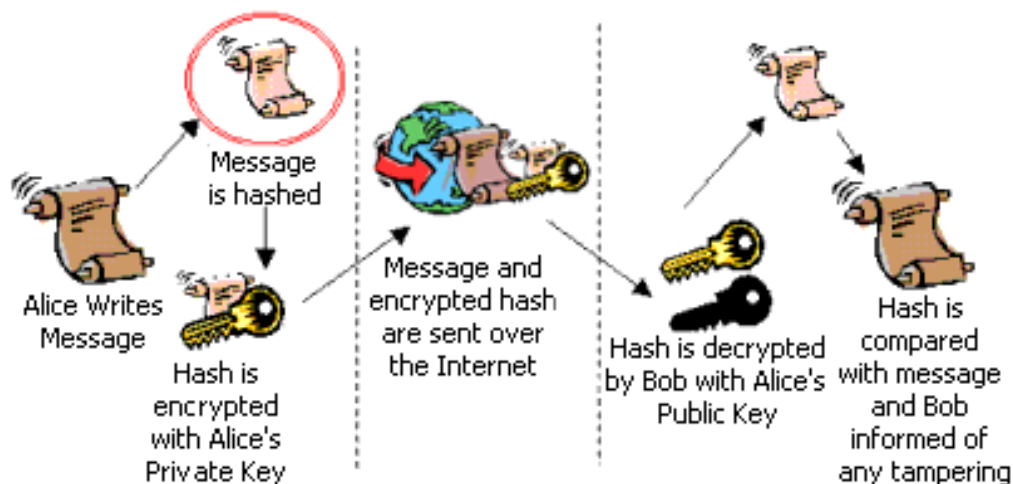 Message
is hashed
Alice Writes
Message
Hash is
encrypted
with Alice's
Private Key
Message and
encrypted hash
are sent over
the Internet
Hash is decrypted
by Bob with Alice's
Public Key
Hash is
compared
with message
and Bob
informed of
any tampering